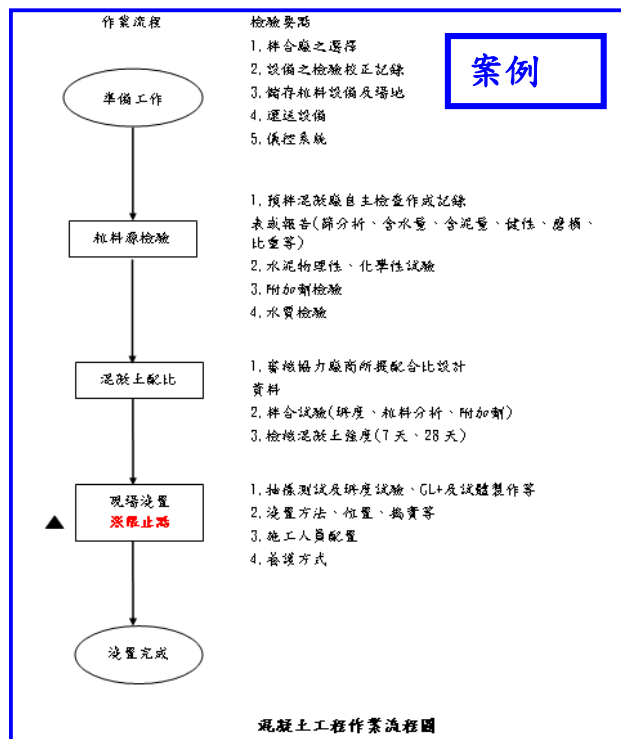 作業流程
檢驗要點
案例
準備工作
1. 拌合廠之選擇
2. 設備之檢驗校正記錄
3. 儲存粒料設備及場地
4. 運送設備
5. 儀控系統
粒料源檢驗
1. 預拌混凝廠自主檢查作成記錄
表或報告(篩分析、含水量、含泥量、健性、磨損、
比重等)
2. 水泥物理性、化學性試驗
3. 附加劑檢驗
4. 水質檢驗
混凝土配比
1. 審核協力廠商所提配合比設計
資料
2. 拌合試驗(坍度、粒料分析、附加劑)
3. 檢核混凝土強度(7 天、28 天)
▲
現場澆置
※限止點
1. 抽樣測試及坍度試驗、CL+及試體製作等
2. 澆置方法、位置、搗實等
3. 施工人員配置
4. 養護方式
澆置完成
混凝土工程作業流程圖